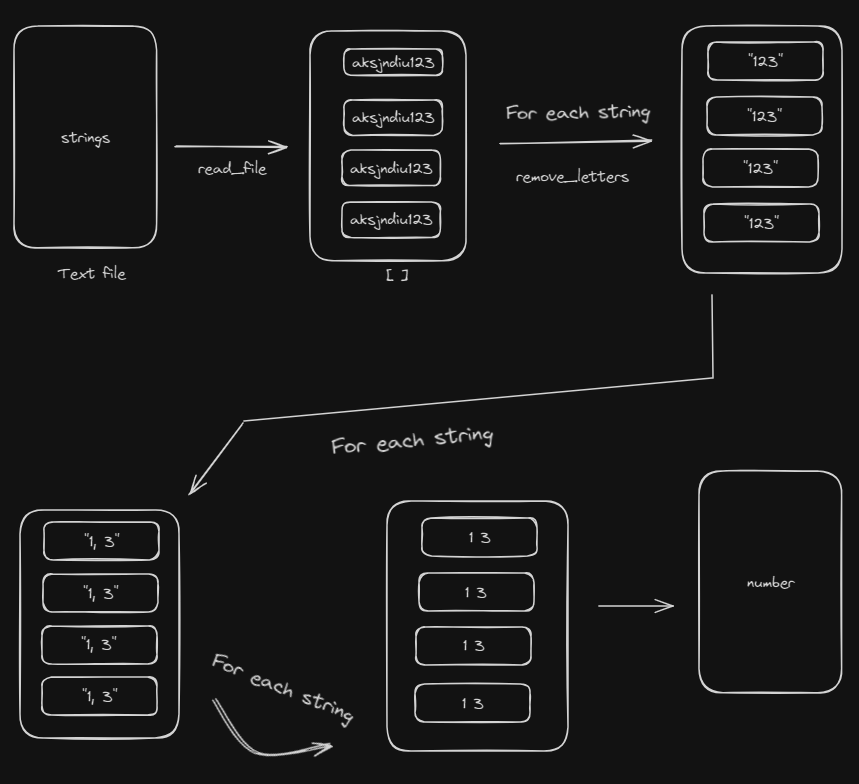 strings
Text file
read_file
aksjndiu123
aksjndiu123
aksjndiu123
aksjndiu123
[ ]
For each string
remove_letters
"123"
"123"
"123"
"123"
For each string
"1, 3"
"1, 3"
"1, 3"
"1, 3"
For each string
1 3
1 3
1 3
1 3
number